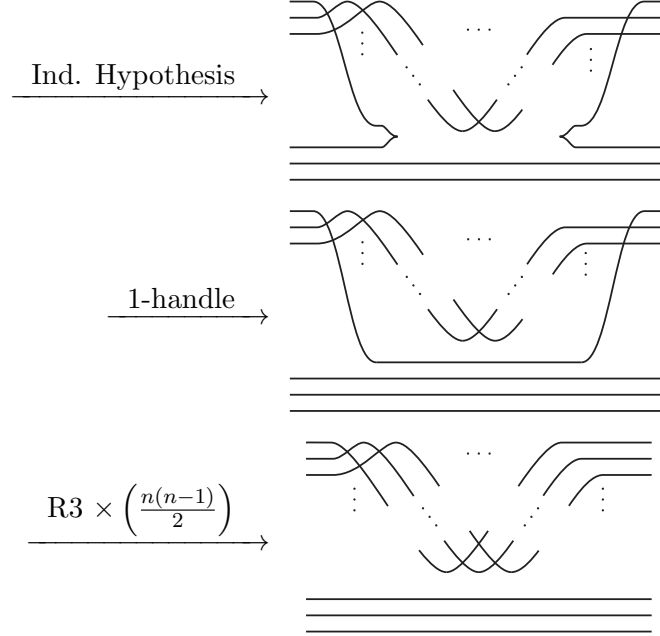 Ind. Hypothesis
1-handle
R3 × (n(n−1)/2)